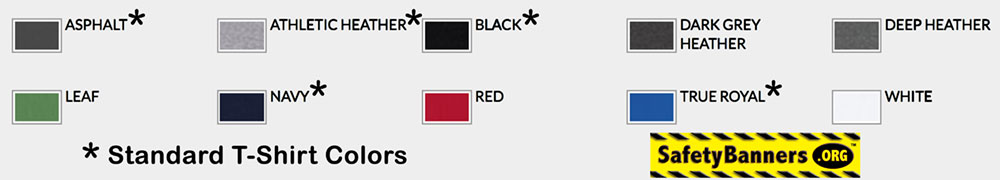 ASPHALT*
ATHLETIC HEATHER*
BLACK*
DARK GREY
HEATHER
DEEP HEATHER
LEAF
NAVY*
RED
TRUE ROYAL*
WHITE
* Standard T-Shirt Colors
SafetyBanners.ORG™